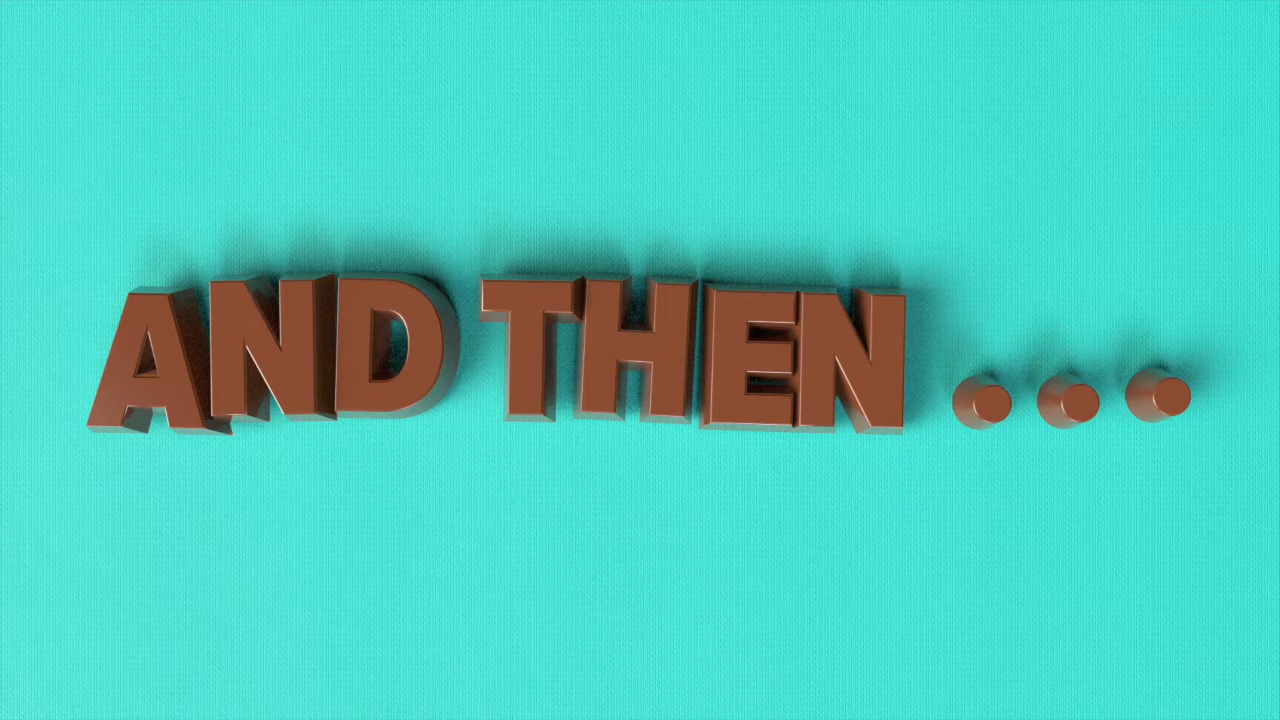 AND THEN . . .